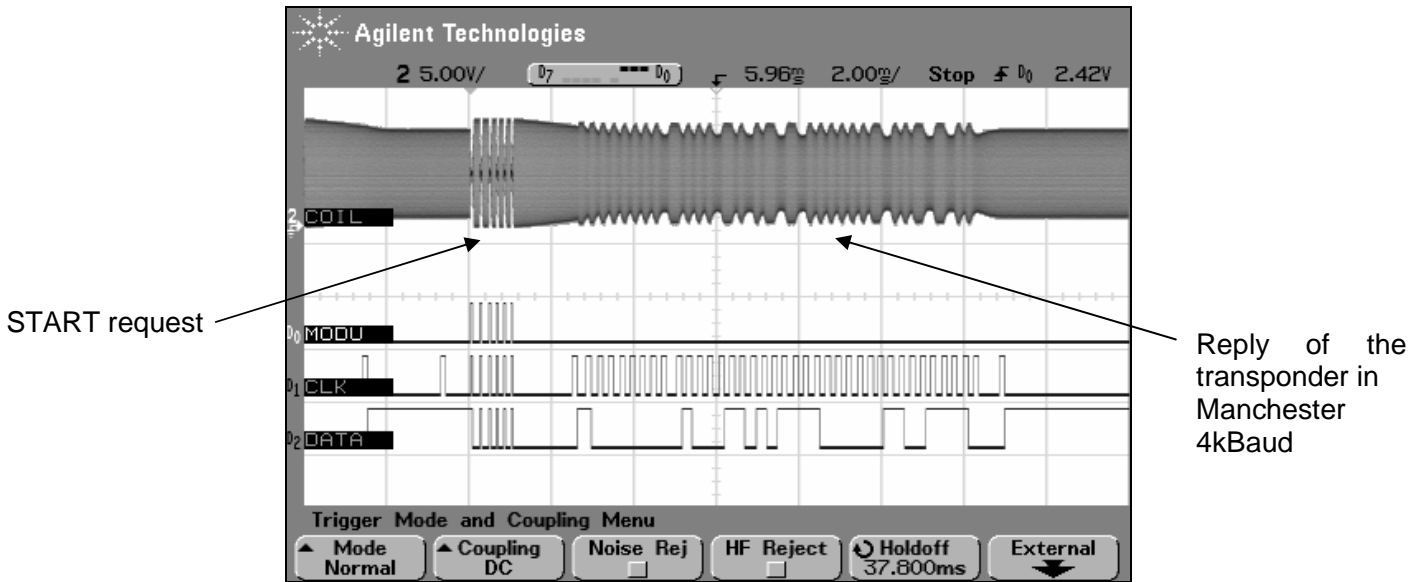 Agilent Technologies
2 5.00V/ D7 D0 5.96ms 2.00ms/ Stop D0 2.42V
2 COIL
START request
D0 MODU
D1 CLK
D2 DATA
Reply of the
transponder in
Manchester
4kBaud
Trigger Mode and Coupling Menu
Mode
Normal
Coupling
DC
Noise Rej
HF Reject
Holdoff
37.800ms
External